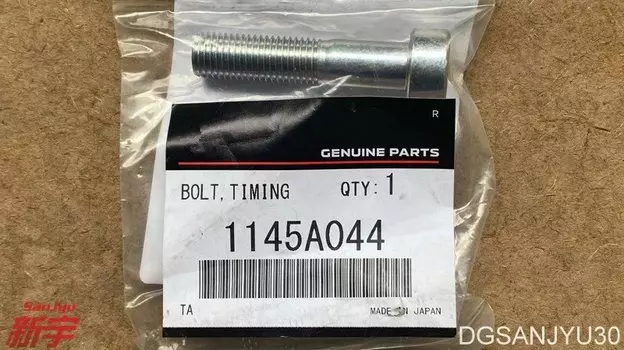 R
GENUINE PARTS
BOLT, TIMING QTY: 1
1145A044
TA MADE IN JAPAN
SanJyu
新宇
DGSANJYU30